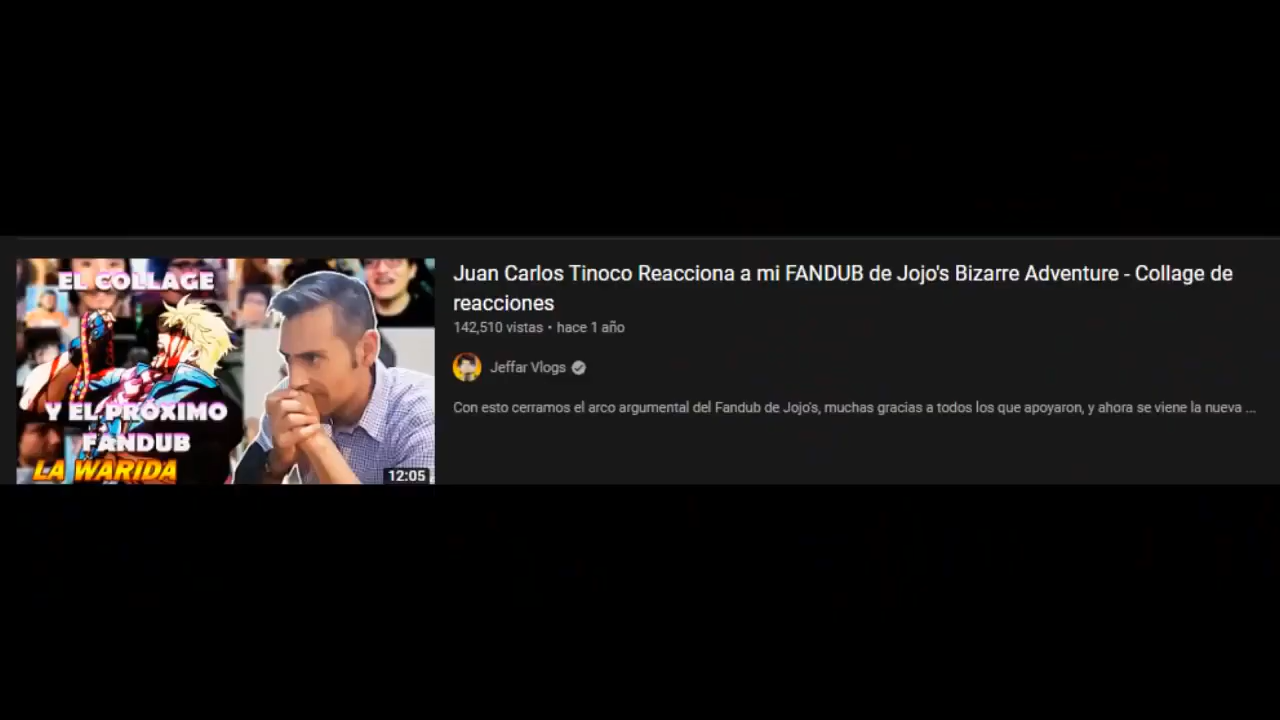 EL COLLAGE
Y EL PRÓXIMO
FANDUB
LA WARIDA
12:05
Juan Carlos Tinoco Reacciona a mi FANDUB de Jojo's Bizarre Adventure - Collage de
reacciones
142,510 vistas • hace 1 año
Jeffar Vlogs
Con esto cerramos el arco argumental del Fandub de Jojo's, muchas gracias a todos los que apoyaron, y ahora se viene la nueva ...